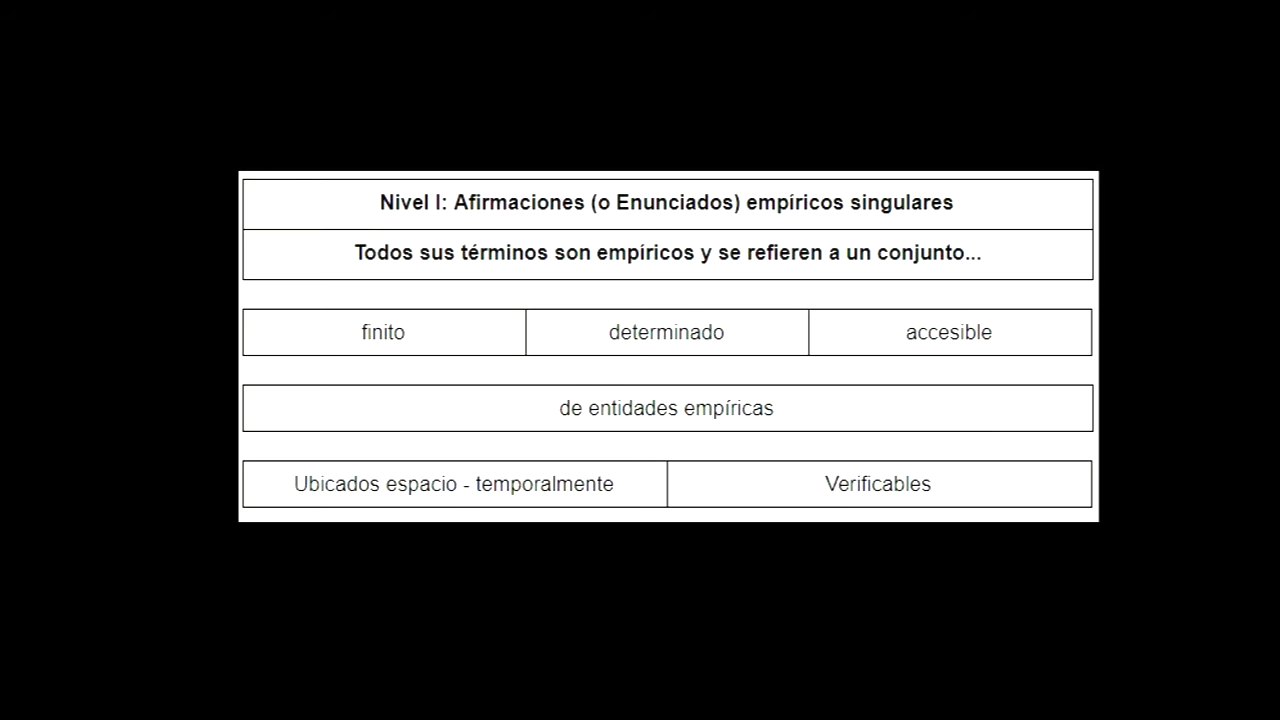 Nivel I: Afirmaciones (o Enunciados) empíricos singulares
Todos sus términos son empíricos y se refieren a un conjunto...
finito
determinado
accesible
de entidades empíricas
Ubicados espacio - temporalmente
Verificables